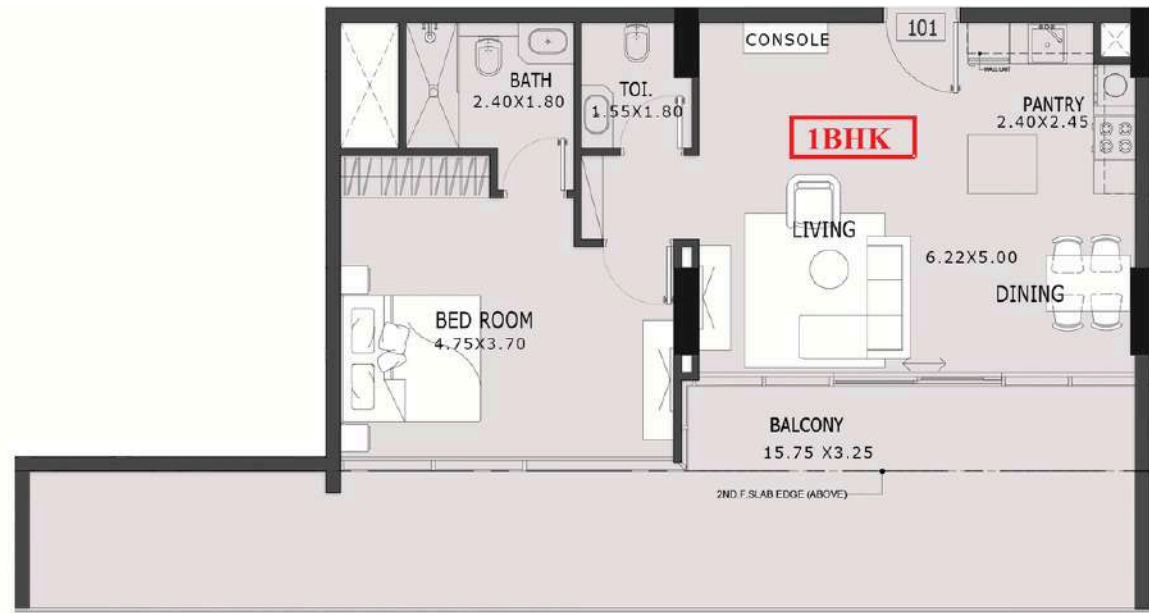 101
CONSOLE
BATH
2.40X1.80
TOI.
1.55X1.80
PANTRY
2.40X2.45
1BHK
LIVING
6.22X5.00
DINING
BED ROOM
4.75X3.70
BALCONY
15.75 X3.25
2ND.F.SLAB EDGE (ABOVE)